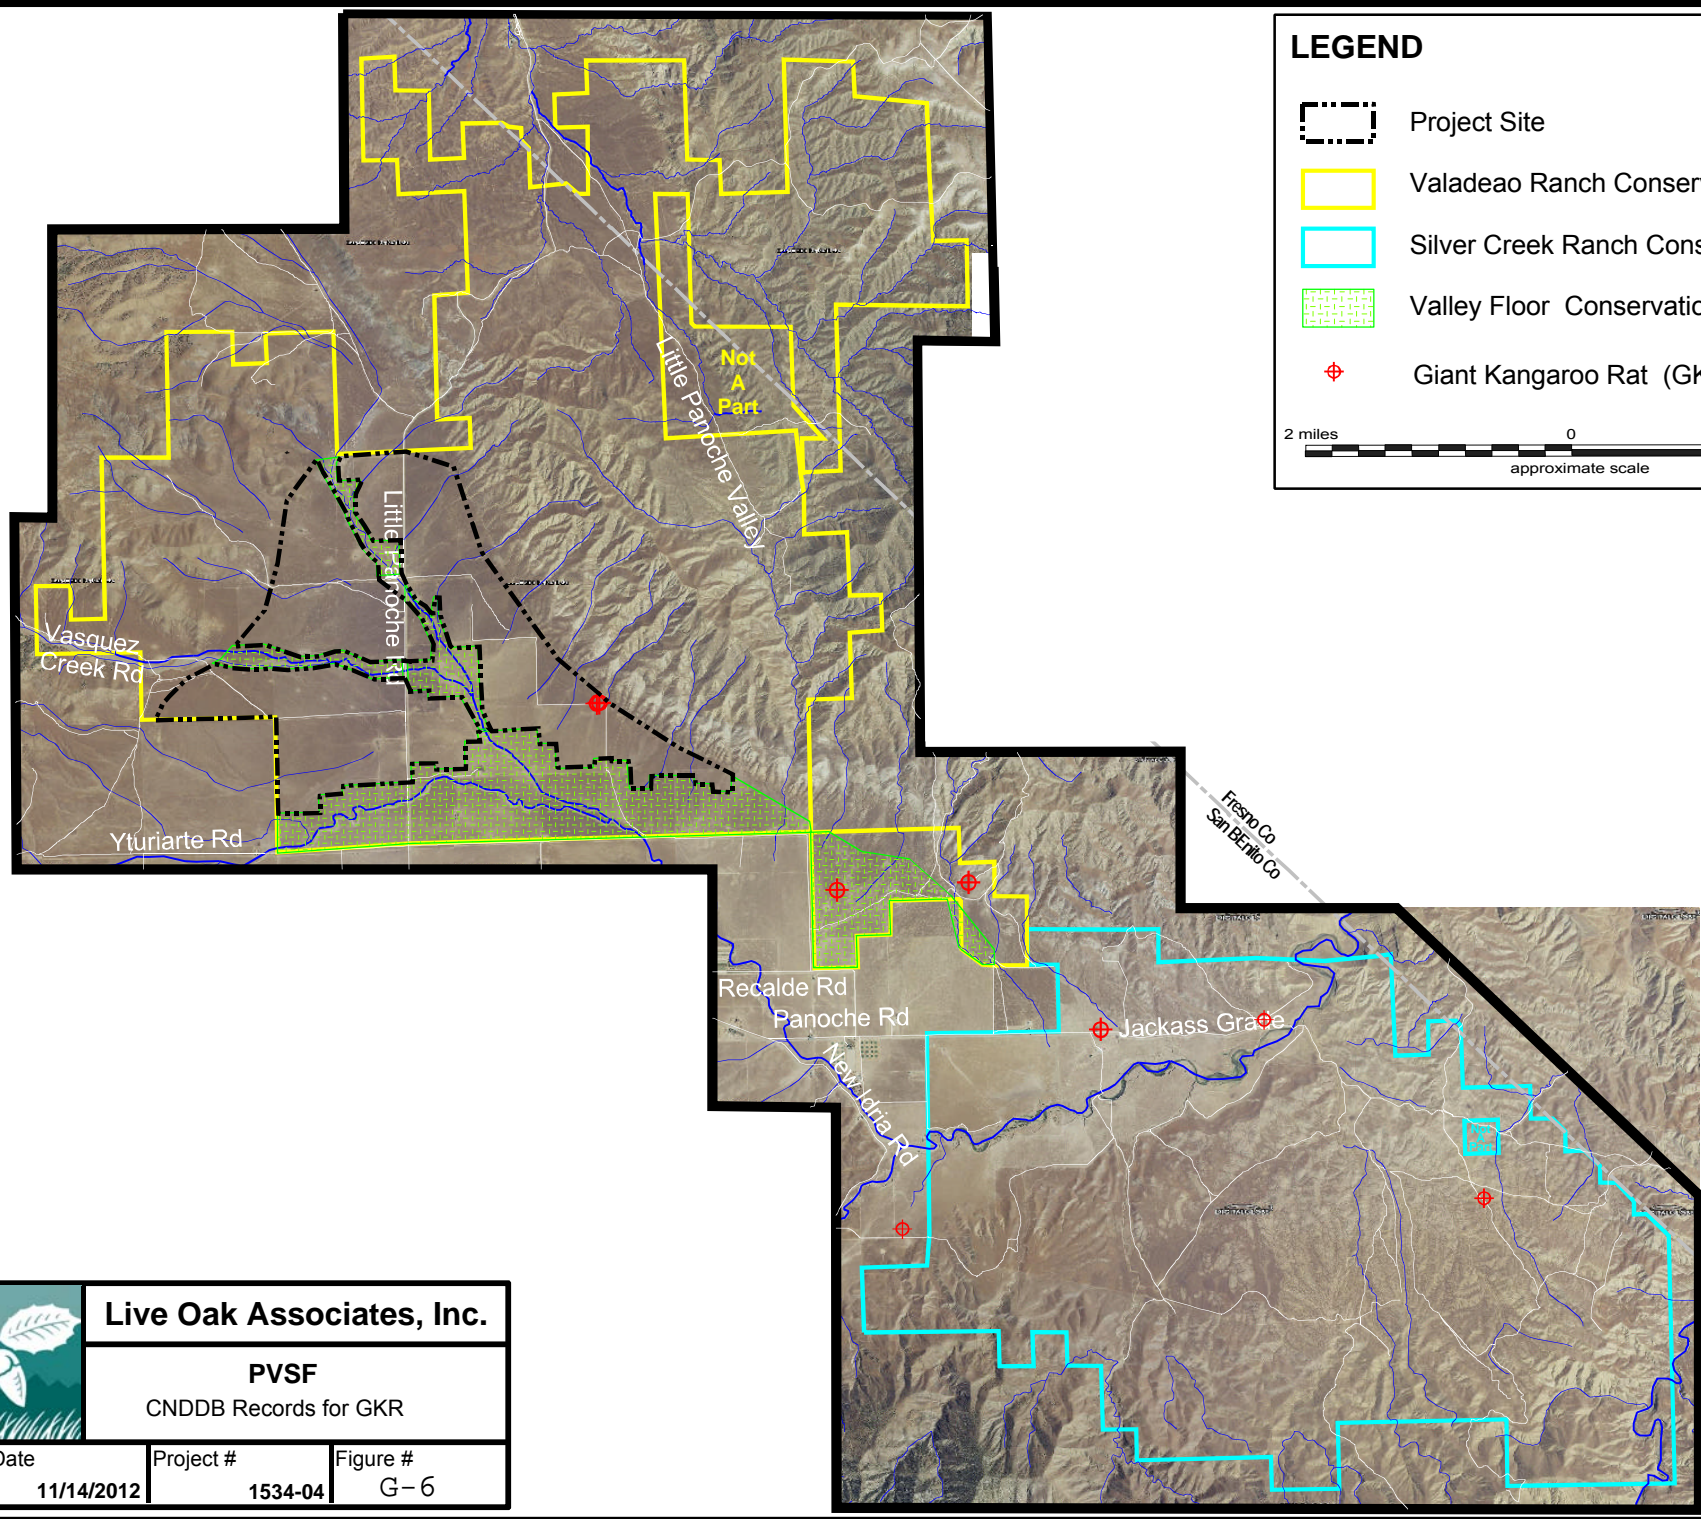 LEGEND
Project Site
Valadeao Ranch Conser
Silver Creek Ranch Cons
Valley Floor Conservatio
Giant Kangaroo Rat (GK
2 miles
0
approximate scale
Not
A
Part
Little Panoche Valley
Little Panoche Rd
Vasquez
Creek Rd
Yturiarte Rd
Fresno Co
San BEnito Co
Recalde Rd
Panoche Rd
Jackass Grade
New Idria Rd
Not
A
Part
Live Oak Associates, Inc.
PVSF
CNDDB Records for GKR
Date
11/14/2012
Project #
1534-04
Figure #
G-6